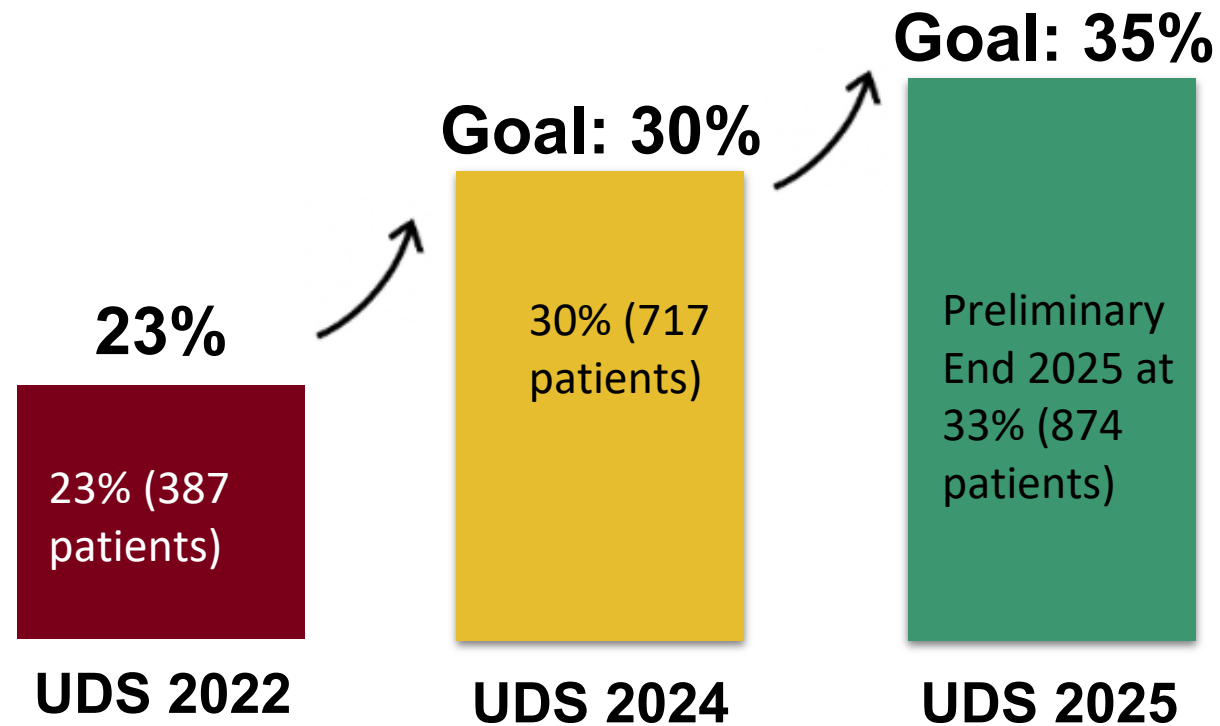 23%
23% (387
patients)
UDS 2022
Goal: 30%
30% (717
patients)
UDS 2024
Goal: 35%
Preliminary
End 2025 at
33% (874
patients)
UDS 2025